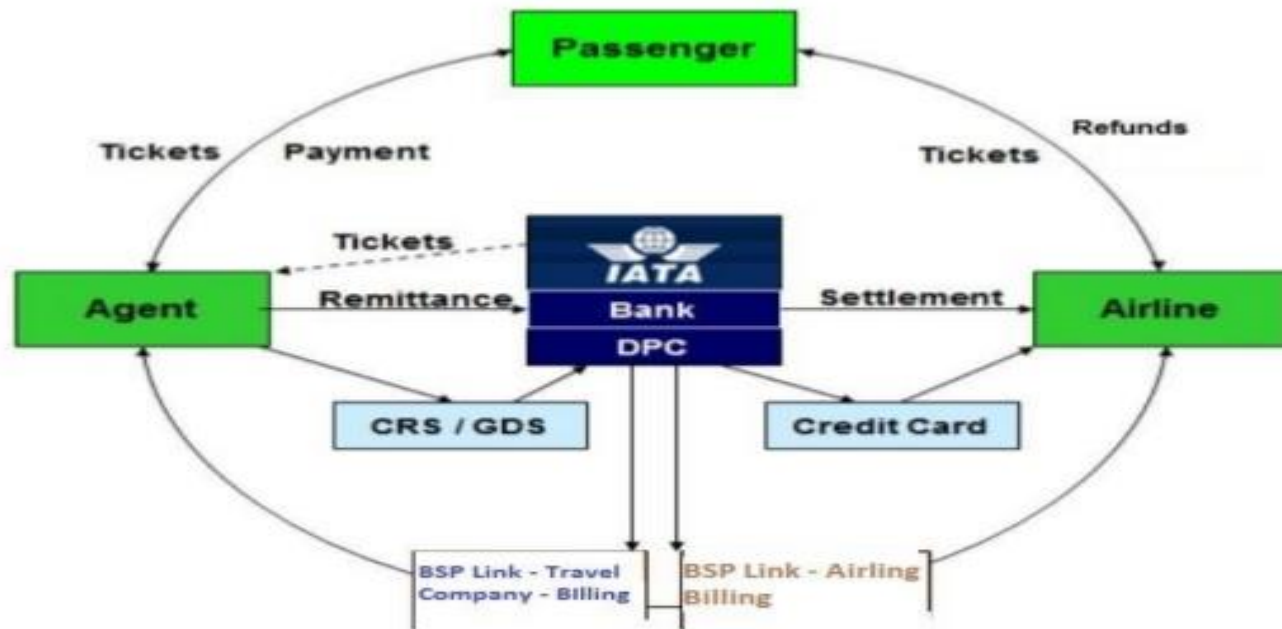 Passenger
Refunds
Tickets Payment Tickets
Tickets
IATA
Agent Remittance Bank Settlement Airline
DPC
CRS / GDS Credit Card
BSP Link - Travel
Company - BIlling
BSP Link - Airling
Billing